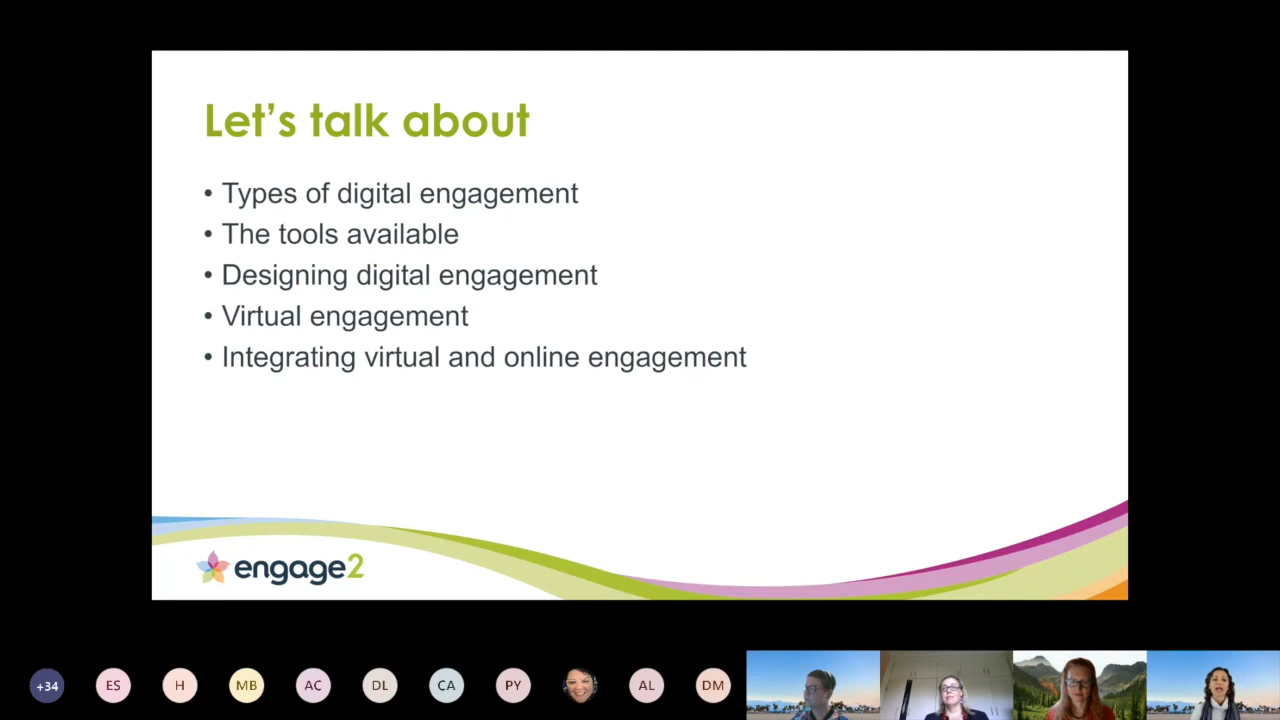 Let's talk about
• Types of digital engagement
• The tools available
• Designing digital engagement
• Virtual engagement
• Integrating virtual and online engagement
engage2
+34
ES
H
MB
AC
DL
CA
PY
AL
DM